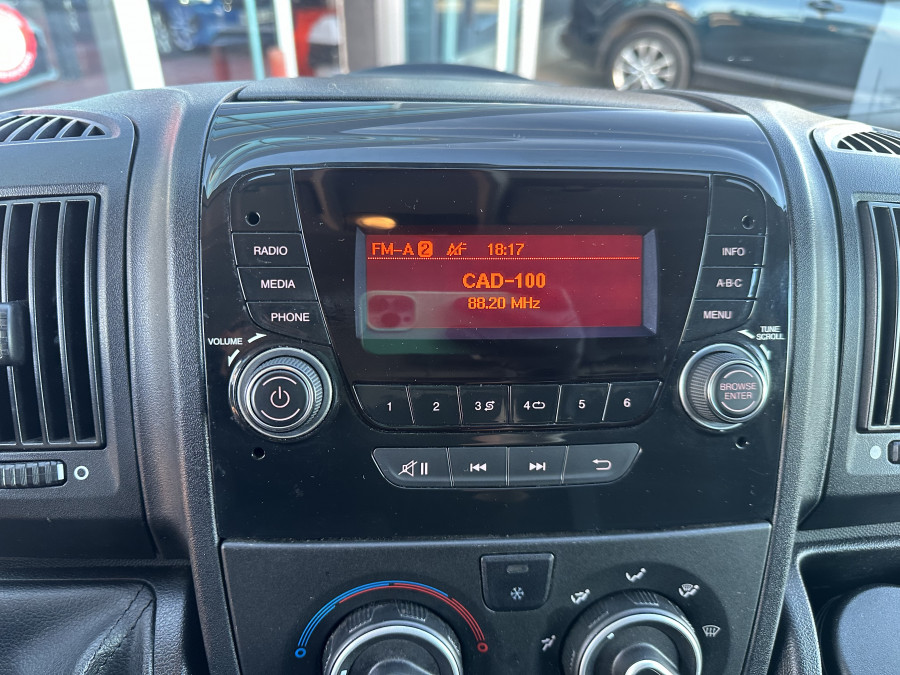 FM-A 2 AF 18:17
CAD-100
88.20 MHz
RADIO
MEDIA
PHONE
VOLUME
INFO
A-B-C
MENU
TUNE
SCROLL
BROWSE
ENTER
1 2 3 4 5 6